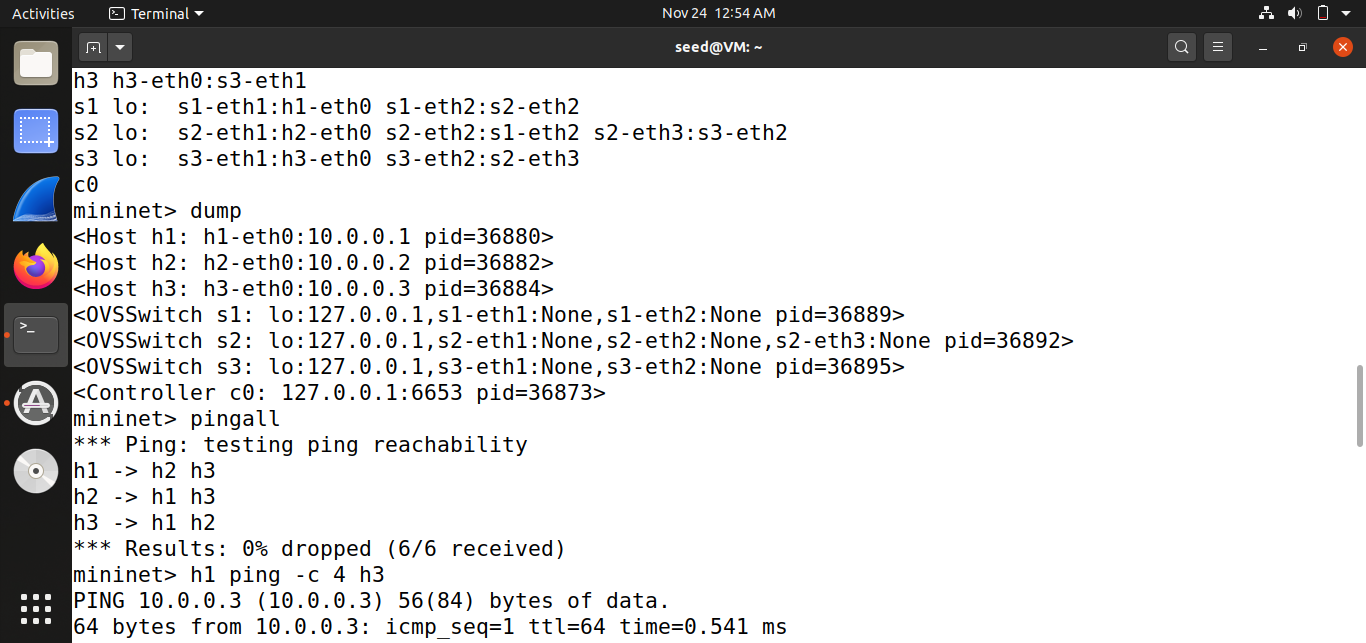 Activities Terminal Nov 24 12:54 AM
seed@VM: ~
h3 h3-eth0:s3-eth1
s1 lo:  s1-eth1:h1-eth0 s1-eth2:s2-eth2
s2 lo:  s2-eth1:h2-eth0 s2-eth2:s1-eth2 s2-eth3:s3-eth2
s3 lo:  s3-eth1:h3-eth0 s3-eth2:s2-eth3
c0
mininet> dump
<Host h1: h1-eth0:10.0.0.1 pid=36880>
<Host h2: h2-eth0:10.0.0.2 pid=36882>
<Host h3: h3-eth0:10.0.0.3 pid=36884>
<OVSSwitch s1: lo:127.0.0.1,s1-eth1:None,s1-eth2:None pid=36889>
<OVSSwitch s2: lo:127.0.0.1,s2-eth1:None,s2-eth2:None,s2-eth3:None pid=36892>
<OVSSwitch s3: lo:127.0.0.1,s3-eth1:None,s3-eth2:None pid=36895>
<Controller c0: 127.0.0.1:6653 pid=36873>
mininet> pingall
*** Ping: testing ping reachability
h1 -> h2 h3
h2 -> h1 h3
h3 -> h1 h2
*** Results: 0% dropped (6/6 received)
mininet> h1 ping -c 4 h3
PING 10.0.0.3 (10.0.0.3) 56(84) bytes of data.
64 bytes from 10.0.0.3: icmp_seq=1 ttl=64 time=0.541 ms